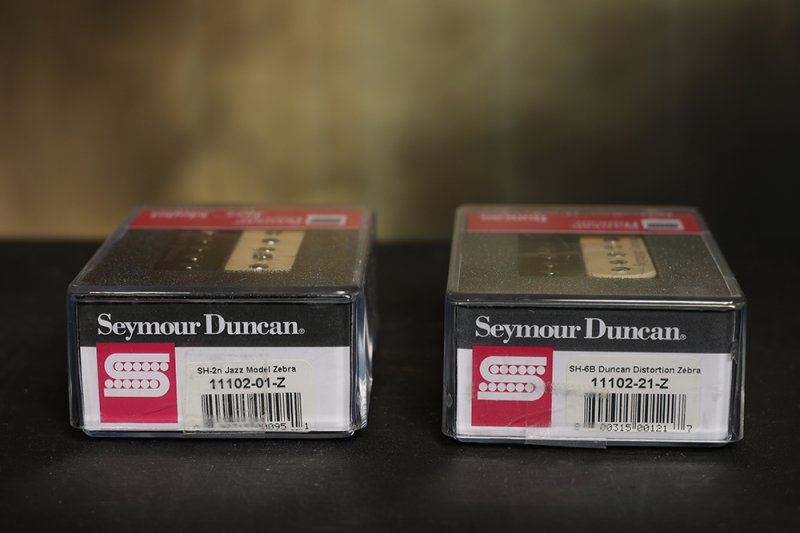 Seymour Duncan®
SH-2n Jazz Model Zebra
11102-01-Z
Seymour Duncan®
SH-6B Duncan Distortion Zebra
11102-21-Z
00315 00121 7